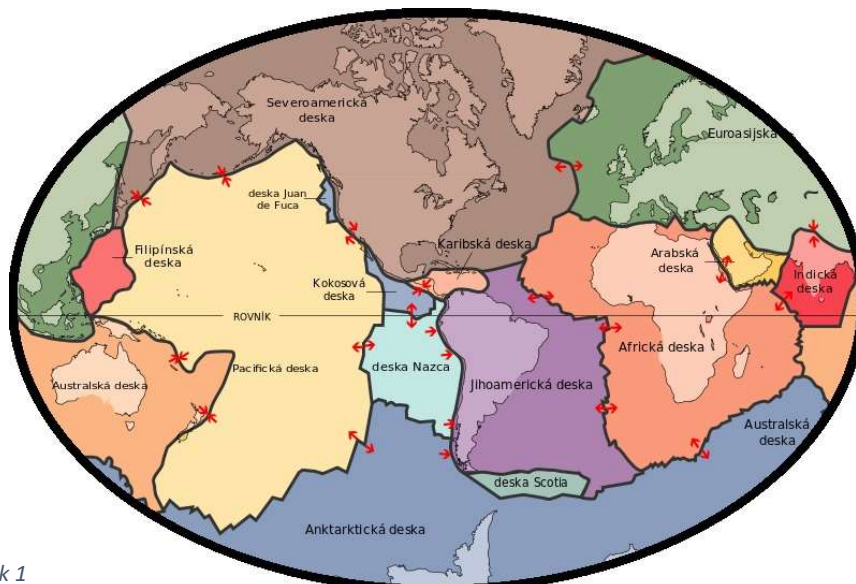 Severoamerická
deska
Euroasijská
deska Juan
de Fuca
Filipínská
deska
Karibská deska
Arabská
deska
Kokosová
deska
Indická
deska
ROVNÍK
Australská deska
Pacifická deska
deska Nazca
Jihoamerická deska
Africká deska
Australská
deska
deska Scotia
Anktarktická deska
k 1